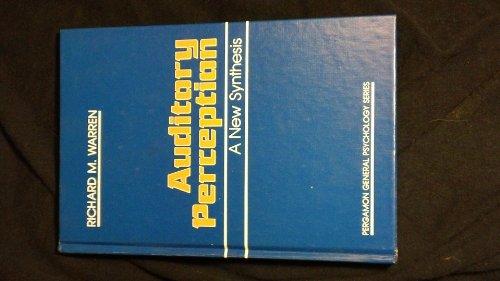 RICHARD M. WARREN
Auditory
Perception
A New Synthesis
PERGAMON GENERAL PSYCHOLOGY SERIES